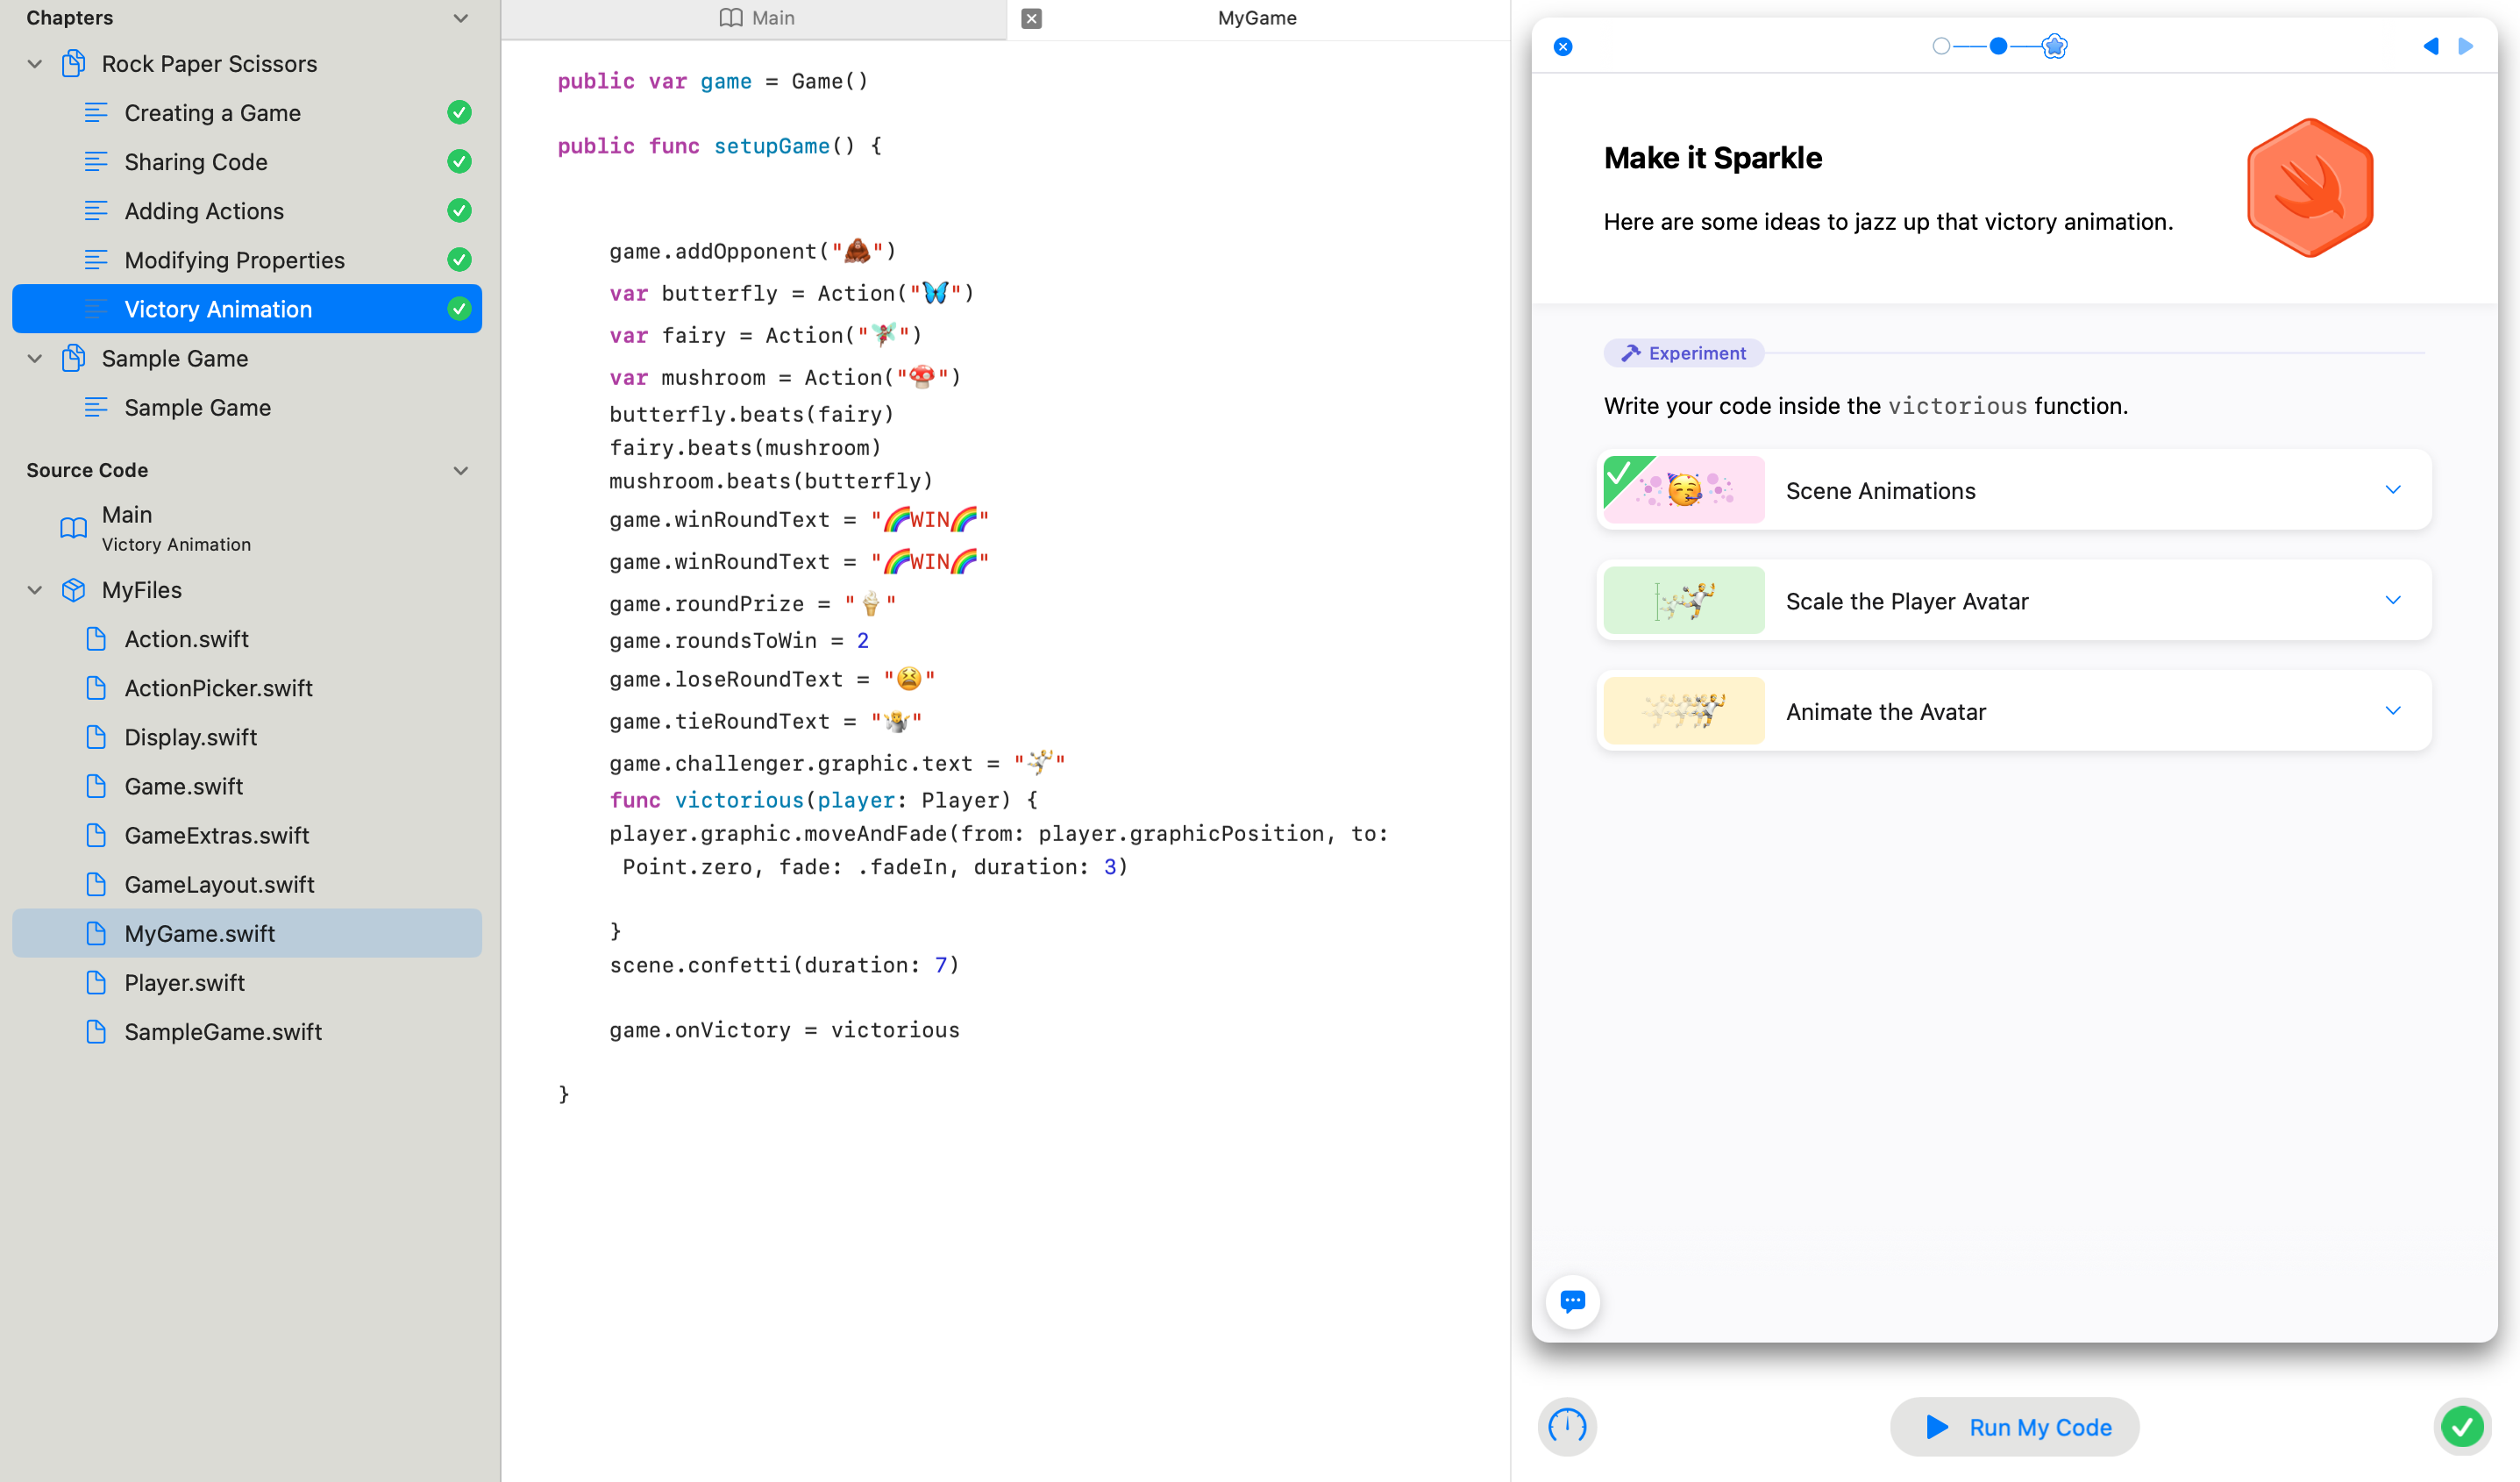 Chapters
Rock Paper Scissors
Creating a Game
Sharing Code
Adding Actions
Modifying Properties
Victory Animation
Sample Game
Sample Game
Source Code
Main
Victory Animation
MyFiles
Action.swift
ActionPicker.swift
Display.swift
Game.swift
GameExtras.swift
GameLayout.swift
MyGame.swift
Player.swift
SampleGame.swift
Main
MyGame
public var game = Game()
public func setupGame() {
game.addOpponent("🦧")
var butterfly = Action("🦋")
var fairy = Action("🧚")
var mushroom = Action("🍄")
butterfly.beats(fairy)
fairy.beats(mushroom)
mushroom.beats(butterfly)
game.winRoundText = "🌈WIN🌈"
game.winRoundText = "🌈WIN🌈"
game.roundPrize = "🍦"
game.roundsToWin = 2
game.loseRoundText = "😫"
game.tieRoundText = "🤷"
game.challenger.graphic.text = "🤾"
func victorious(player: Player) {
player.graphic.moveAndFade(from: player.graphicPosition, to:
Point.zero, fade: .fadeIn, duration: 3)
}
scene.confetti(duration: 7)
game.onVictory = victorious
}
Make it Sparkle
Here are some ideas to jazz up that victory animation.
Experiment
Write your code inside the victorious function.
Scene Animations
Scale the Player Avatar
Animate the Avatar
Run My Code